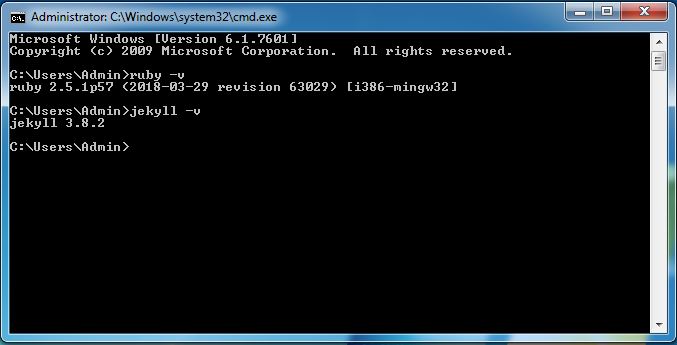 Administrator: C:\Windows\system32\cmd.exe
Microsoft Windows [Version 6.1.7601]
Copyright (c) 2009 Microsoft Corporation.  All rights reserved.
C:\Users\Admin>ruby -v
ruby 2.5.1p57 (2018-03-29 revision 63029) [i386-mingw32]
C:\Users\Admin>jekyll -v
jekyll 3.8.2
C:\Users\Admin>